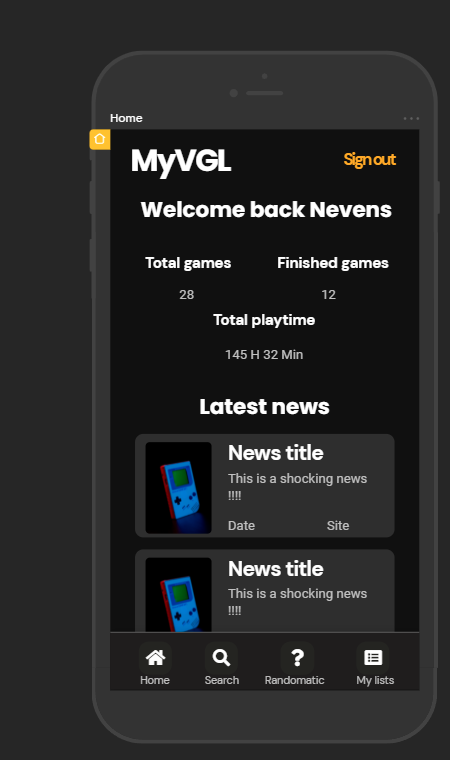 Home
MyVGL
Sign out
Welcome back Nevens
Total games
Finished games
28
12
Total playtime
145 H 32 Min
Latest news
News title
This is a shocking news
!!!!
Date
Site
News title
This is a shocking news
!!!!
Home
Search
Randomatic
My lists